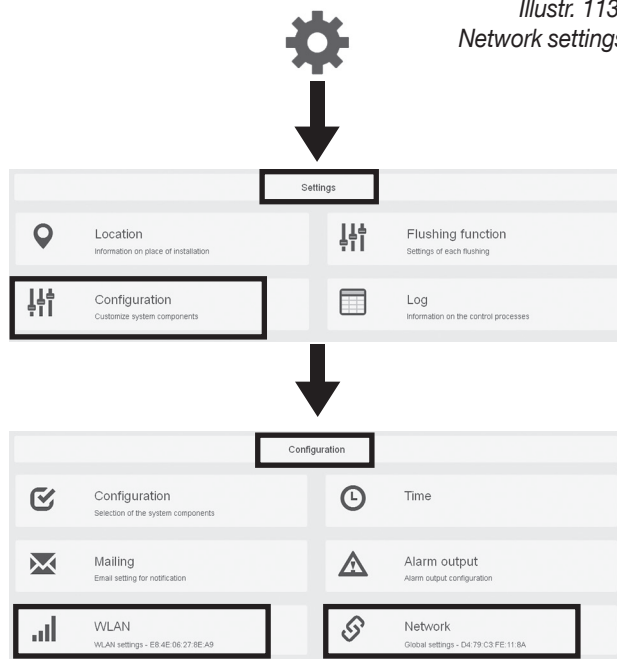 Illustr. 113
Network settings
Settings
Location
Information on place of installation
Flushing function
Settings of each flushing
Configuration
Customize system components
Log
Information on the control processes
Configuration
Configuration
Selection of the system components
Time
Mailing
Email setting for notification
Alarm output
Alarm output configuration
WLAN
WLAN settings - E8:4E:06:27:8E:A9
Network
Global settings - D4:79:C3:FE:11:8A